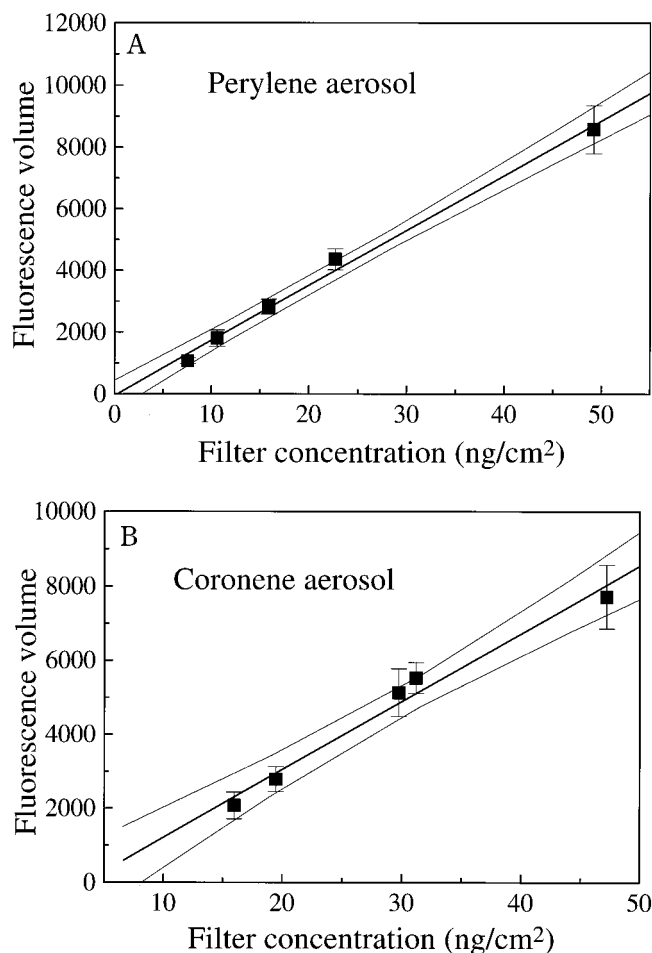 12000
A
Perylene aerosol
10000
8000
6000
4000
2000
0
Fluorescence volume
0 10 20 30 40 50
Filter concentration (ng/cm²)
10000
B
Coronene aerosol
8000
6000
4000
2000
0
Fluorescence volume
10 20 30 40 50
Filter concentration (ng/cm²)